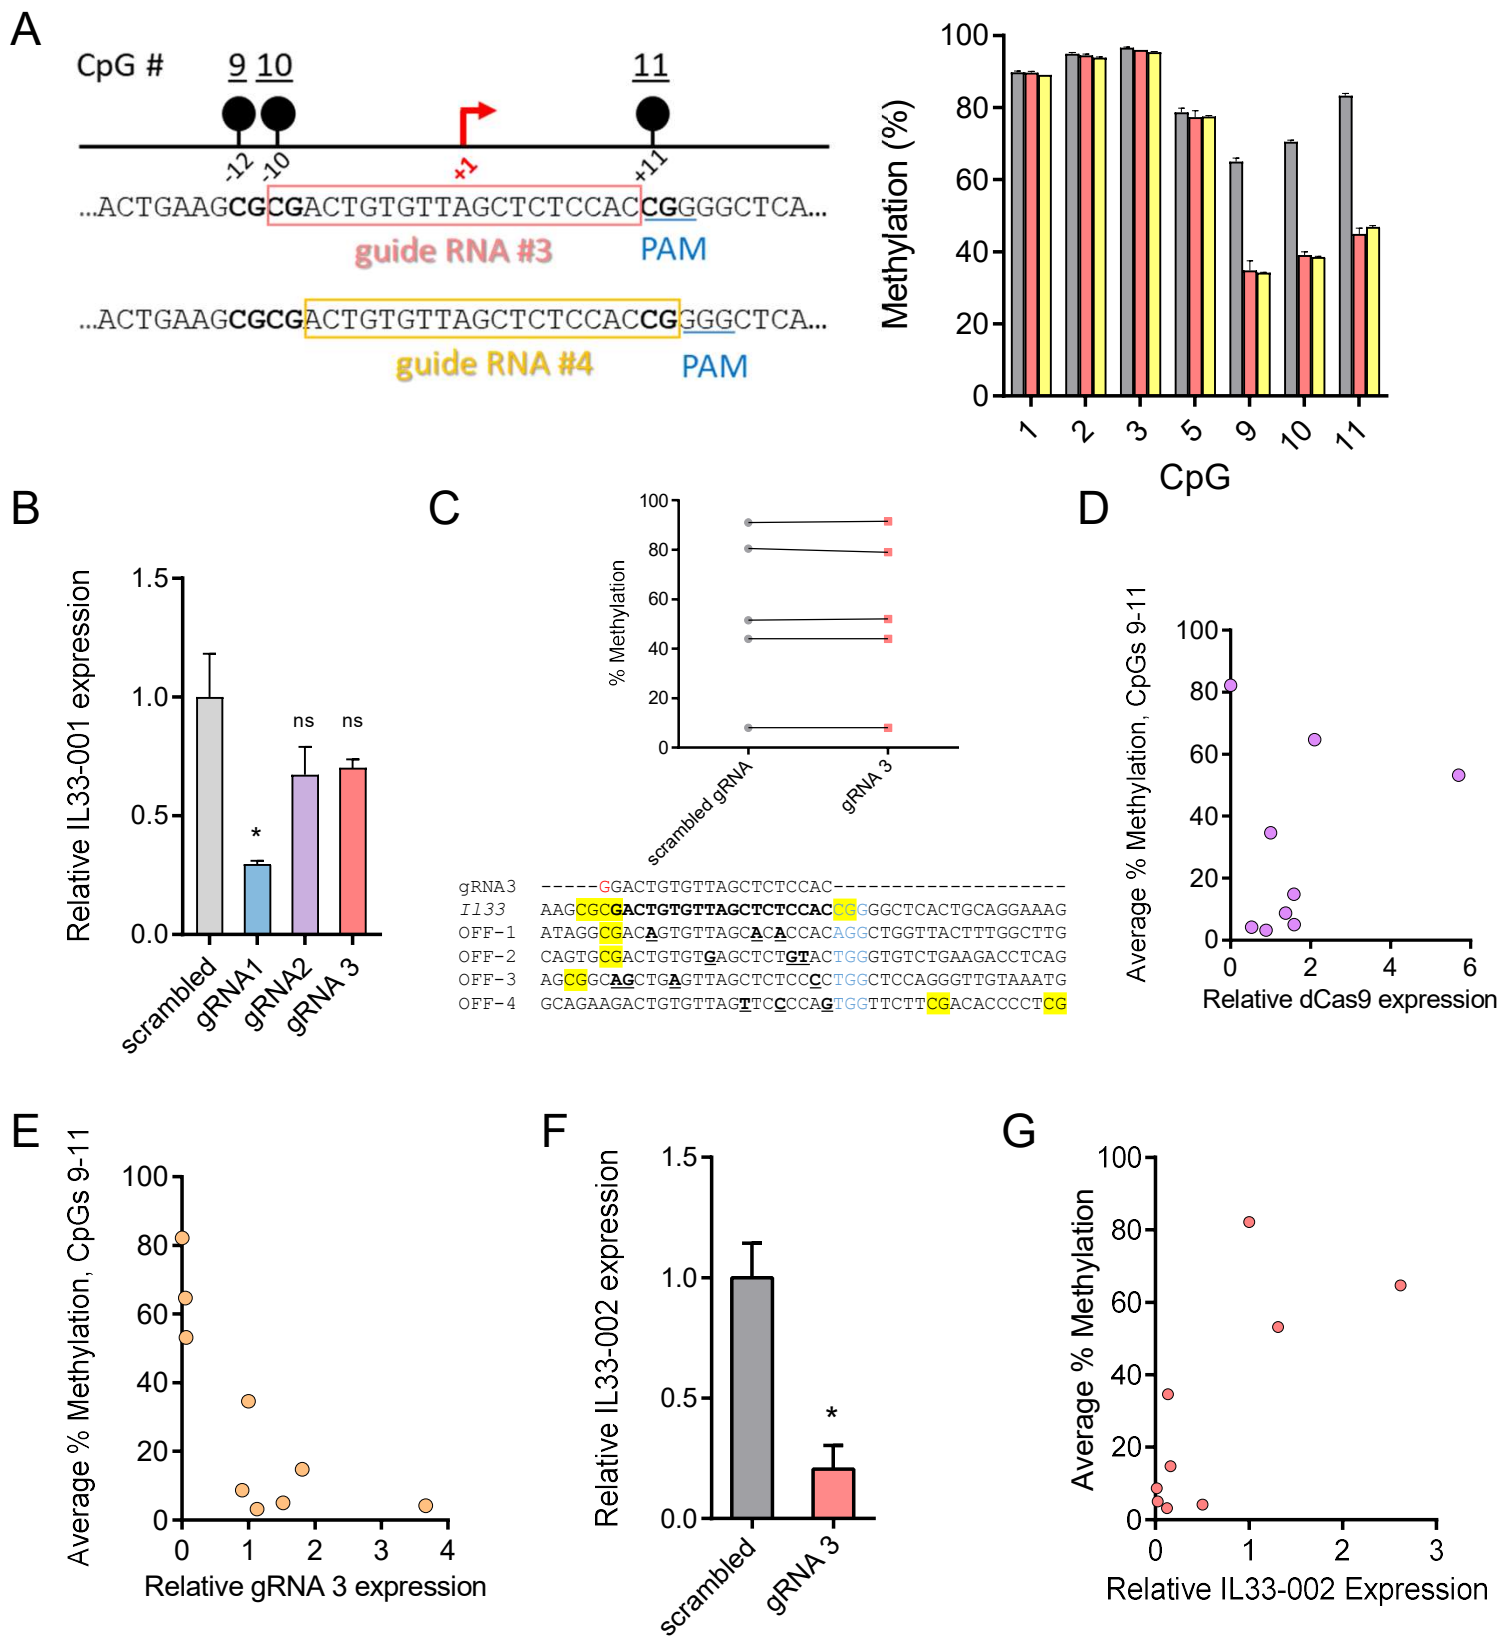 A
CpG # 9 10 11
-12 -10 +1 +11
...ACTGAAGCGCGACTGTGTTAGCTCTCCACCGGGGCTCA...
guide RNA #3 PAM
...ACTGAAGCGCGACTGTGTTAGCTCTCCACCGGGGCTCA...
guide RNA #4 PAM
Methylation (%)
100
80
60
40
20
0
1 2 3 5 9 10 11
CpG
B
Relative IL33-001 expression
1.5
1.0
0.5
0.0
* ns ns
scrambled gRNA1 gRNA2 gRNA 3
C
% Methylation
100
80
60
40
20
0
scrambled gRNA gRNA 3
gRNA3 -----GGACTGTGTTAGCTCTCCAC--------------------
Il33 AAGCGCGACTGTGTTAGCTCTCCACCGGGGCTCACTGCAGGAAAG
OFF-1 ATAGGCGACAGTGTTAGCACACCACAGGCTGGTTACTTTGGCTTG
OFF-2 CAGTGCGACTGTGTGAGCTCTGTACTGGGTGTCTGAAGACCTCAG
OFF-3 AGCGGCAGCTGAGTTAGCTCTCCCCTGGCTCCAGGGTTGTAAATG
OFF-4 GCAGAAGACTGTGTTAGTTCCCCAGTGGTTCTTCGACACCCCTCG
D
Average % Methylation, CpGs 9-11
100
80
60
40
20
0
0 2 4 6
Relative dCas9 expression
E
Average % Methylation, CpGs 9-11
100
80
60
40
20
0
0 1 2 3 4
Relative gRNA 3 expression
F
Relative IL33-002 expression
1.5
1.0
0.5
0.0
*
scrambled gRNA 3
G
Average % Methylation
100
80
60
40
20
0
0 1 2 3
Relative IL33-002 Expression